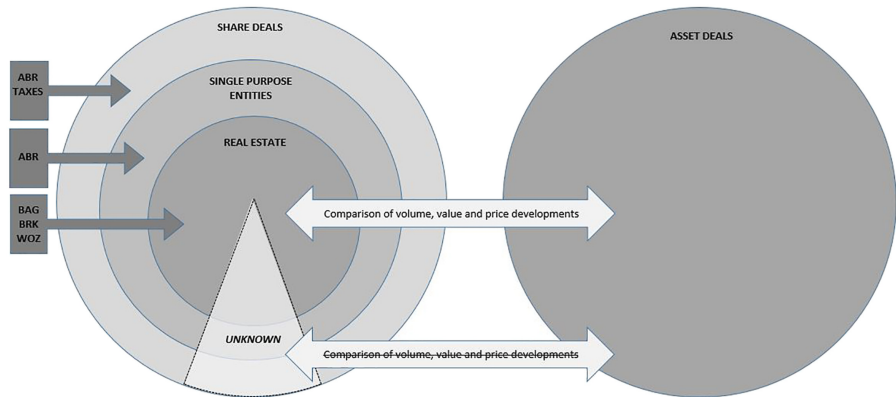 SHARE DEALS
ASSET DEALS
ABR
TAXES
SINGLE PURPOSE
ENTITIES
REAL ESTATE
ABR
BAG
BRK
WOZ
Comparison of volume, value and price developments
UNKNOWN
Comparison of volume, value and price developments